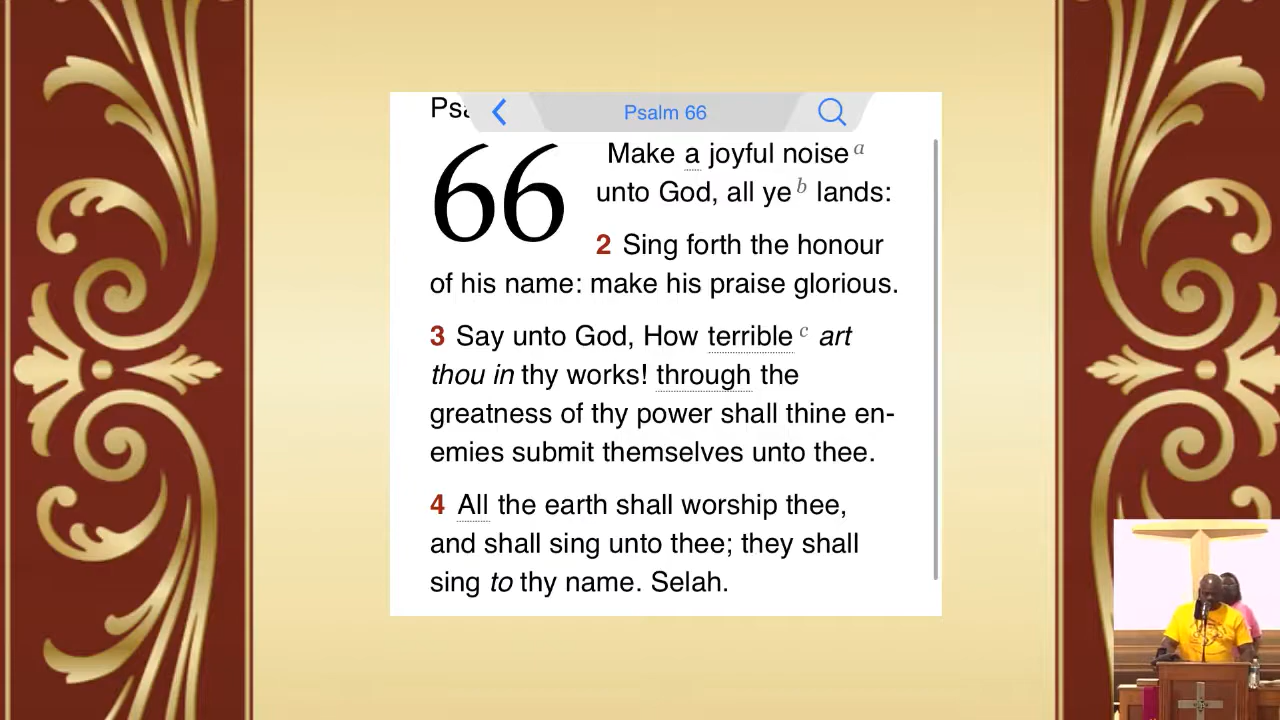 Psa
Psalm 66
66
Make a joyful noise a
unto God, all ye b lands:
2 Sing forth the honour
of his name: make his praise glorious.
3 Say unto God, How terrible c art
thou in thy works! through the
greatness of thy power shall thine en-
emies submit themselves unto thee.
4 All the earth shall worship thee,
and shall sing unto thee; they shall
sing to thy name. Selah.